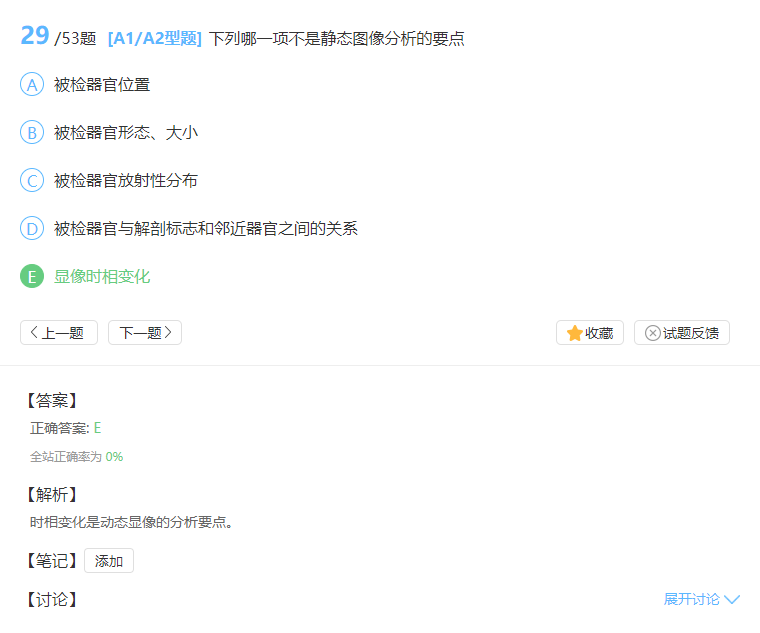 29 /53题 [A1/A2型题] 下列哪一项不是静态图像分析的要点
A 被检器官位置
B 被检器官形态、大小
C 被检器官放射性分布
D 被检器官与解剖标志和邻近器官之间的关系
E 显像时相变化
上一题 下一题 收藏 试题反馈
【答案】
正确答案: E
全站正确率为 0%
【解析】
时相变化是动态显像的分析要点。
【笔记】 添加
【讨论】 展开讨论